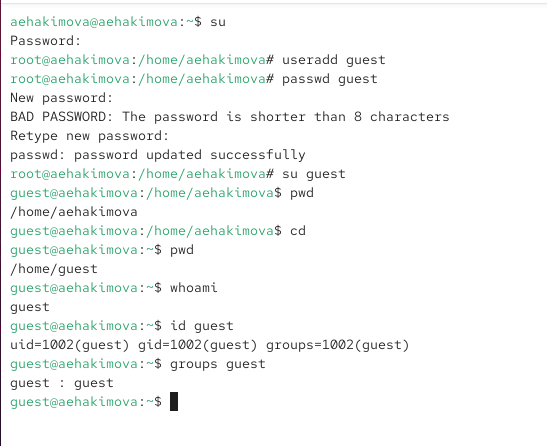 aehakimova@aehakimova:~$ su
Password:
root@aehakimova:/home/aehakimova# useradd guest
root@aehakimova:/home/aehakimova# passwd guest
New password:
BAD PASSWORD: The password is shorter than 8 characters
Retype new password:
passwd: password updated successfully
root@aehakimova:/home/aehakimova# su guest
guest@aehakimova:/home/aehakimova$ pwd
/home/aehakimova
guest@aehakimova:/home/aehakimova$ cd
guest@aehakimova:~$ pwd
/home/guest
guest@aehakimova:~$ whoami
guest
guest@aehakimova:~$ id guest
uid=1002(guest) gid=1002(guest) groups=1002(guest)
guest@aehakimova:~$ groups guest
guest : guest
guest@aehakimova:~$